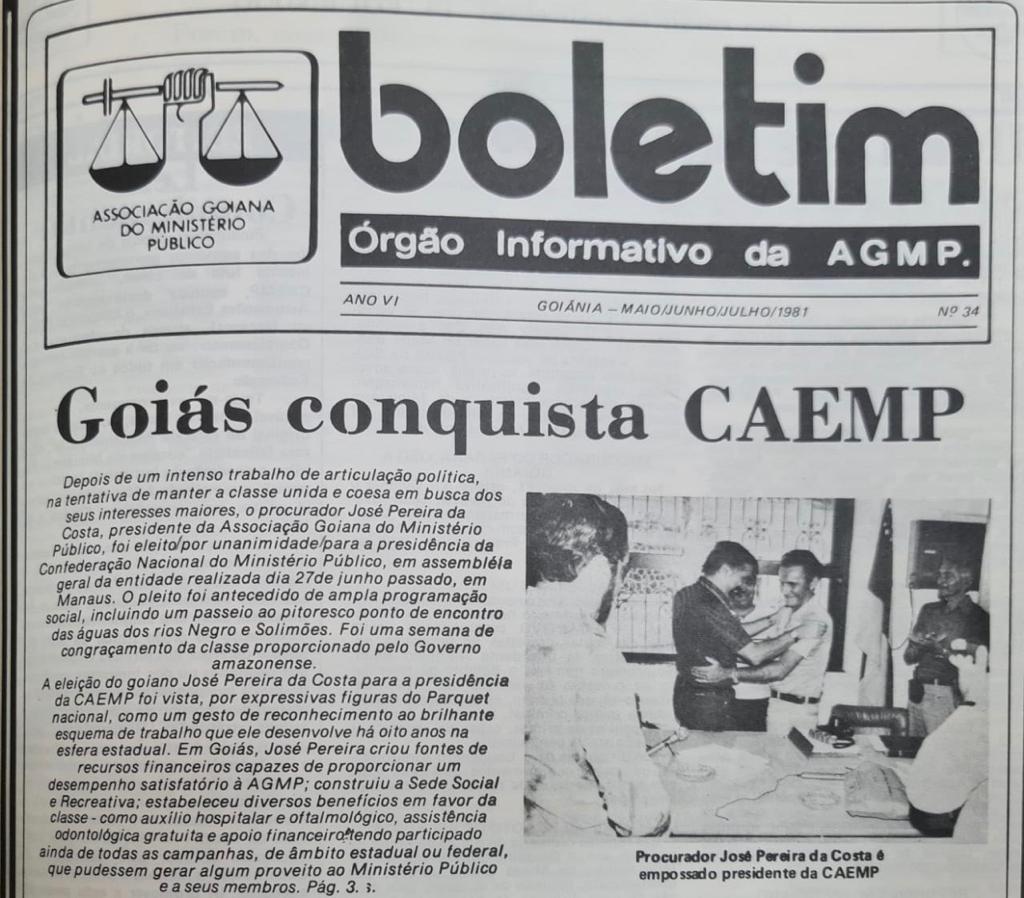 ASSOCIAÇÃO GOIANA
DO MINISTÉRIO
PÚBLICO
boletim
Órgão Informativo da AGMP.
ANO VI
GOIÂNIA – MAIO/JUNHO/JULHO/1981
Nº 34
Goiás conquista CAEMP
Depois de um intenso trabalho de articulação política,
na tentativa de manter a classe unida e coesa em busca dos
seus interesses maiores, o procurador José Pereira da
Costa, presidente da Associação Goiana do Ministério
Público, foi eleito/por unanimidade/para a presidência da
Confederação Nacional do Ministério Público, em assembléia
geral da entidade realizada dia 27de junho passado, em
Manaus. O pleito foi antecedido de ampla programação
social, incluindo um passeio ao pitoresco ponto de encontro
das águas dos rios Negro e Solimões. Foi uma semana de
congraçamento da classe proporcionado pelo Governo
amazonense.
A eleição do goiano José Pereira da Costa para a presidência
da CAEMP foi vista, por expressivas figuras do Parquet
nacional, como um gesto de reconhecimento ao brilhante
esquema de trabalho que ele desenvolve há oito anos na
esfera estadual. Em Goiás, José Pereira criou fontes de
recursos financeiros capazes de proporcionar um
desempenho satisfatório à AGMP; construiu a Sede Social
e Recreativa; estabeleceu diversos benefícios em favor da
classe - como auxílio hospitalar e oftalmológico, assistência
odontológica gratuita e apoio financeiro, tendo participado
ainda de todas as campanhas, de âmbito estadual ou federal,
que pudessem gerar algum proveito ao Ministério Público
e a seus membros. Pág. 3.
Procurador José Pereira da Costa é
empossado presidente da CAEMP